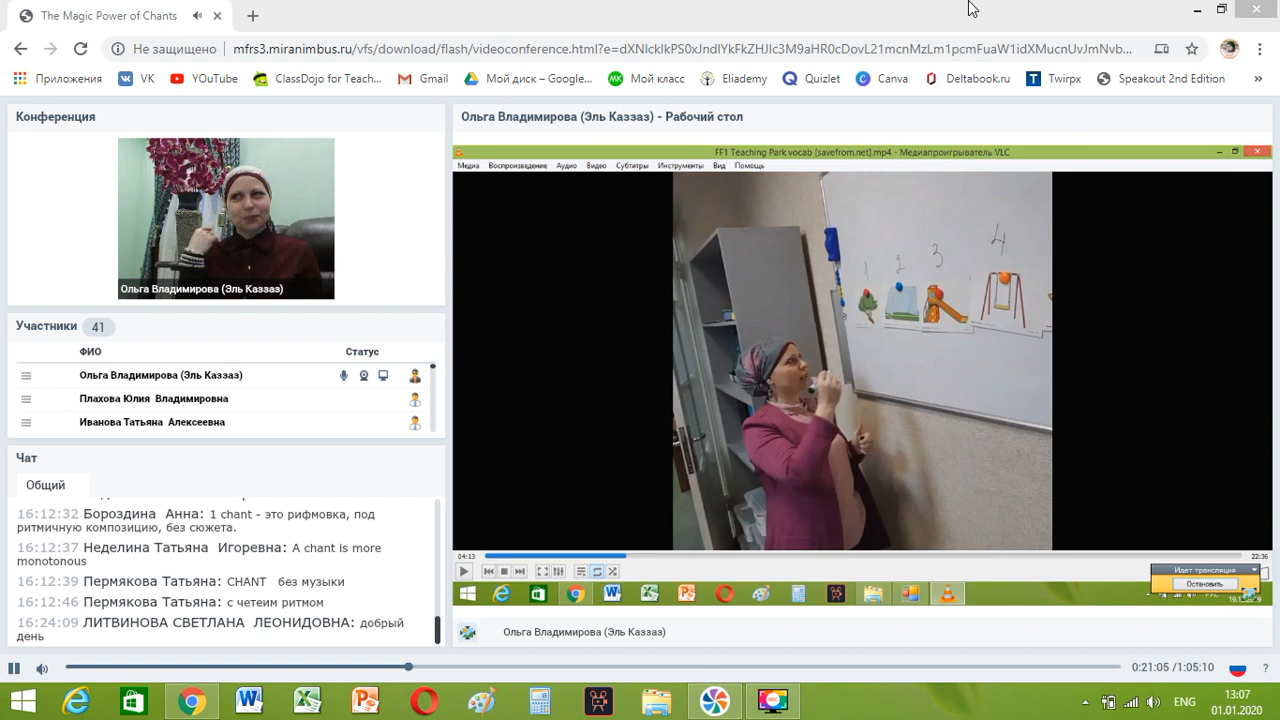 The Magic Power of Chants
Не защищено
mfrs3.miranimbus.ru/vfs/download/flash/videoconference.html?e=dXNlcklkPS0xJndlYkFkZHJlc3M9aHR0cDovL21mcnMzLm1pcmFuaW1idXMucnUvJmNvb...
Приложения
VK
YOutube
ClassDojo for Teach...
Gmail
Мой диск – Google...
Мой класс
Eliademy
Quizlet
Canva
Deltabook.ru
Twirpx
Speakout 2nd Edition
»
Конференция
Ольга Владимирова (Эль Каззаз)
Участники 41
ФИО Статус
Ольга Владимирова (Эль Каззаз)
Плахова Юлия Владимировна
Иванова Татьяна Алексеевна
Чат
Общий
16:12:32 Бороздина Анна: 1 chant - это рифмовка, под
ритмичную композицию, без сюжета.
16:12:37 Неделина Татьяна Игоревна: A chant is more
monotonous
16:12:39 Пермякова Татьяна: CHANT без музыки
16:12:46 Пермякова Татьяна: с четеим ритмом
16:24:09 ЛИТВИНОВА СВЕТЛАНА ЛЕОНИДОВНА: добрый
день
Ольга Владимирова (Эль Каззаз) - Рабочий стол
FF1 Teaching Park vocab [savefrom.net].mp4 - Медиапроигрыватель VLC
Медиа Воспроизведение Аудио Видео Субтитры Инструменты Вид Помощь
1 2 3 4
04:13 22:36
Идет трансляция
Остановить
Ольга Владимирова (Эль Каззаз)
0:21:05 /1:05:10
?
ENG
13:07
01.01.2020